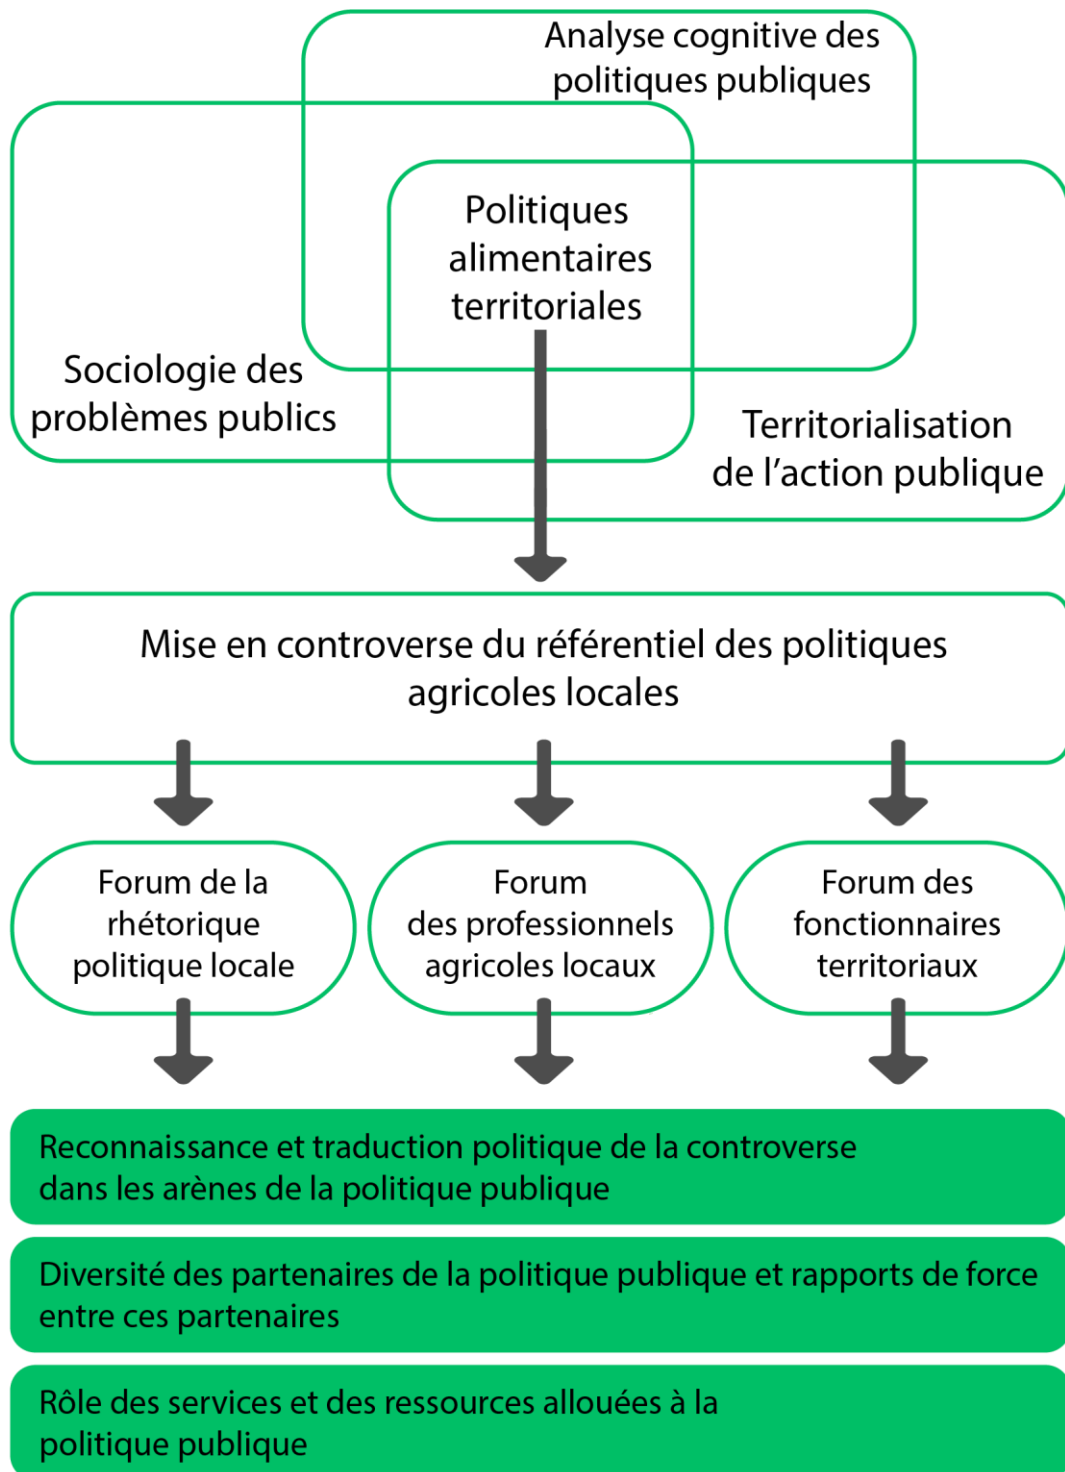 Analyse cognitive des
politiques publiques
Politiques
alimentaires
territoriales
Sociologie des
problèmes publics
Territorialisation
de l’action publique
Mise en controverse du référentiel des politiques
agricoles locales
Forum de la
rhétorique
politique locale
Forum
des professionnels
agricoles locaux
Forum des
fonctionnaires
territoriaux
Reconnaissance et traduction politique de la controverse
dans les arènes de la politique publique
Diversité des partenaires de la politique publique et rapports de force
entre ces partenaires
Rôle des services et des ressources allouées à la
politique publique